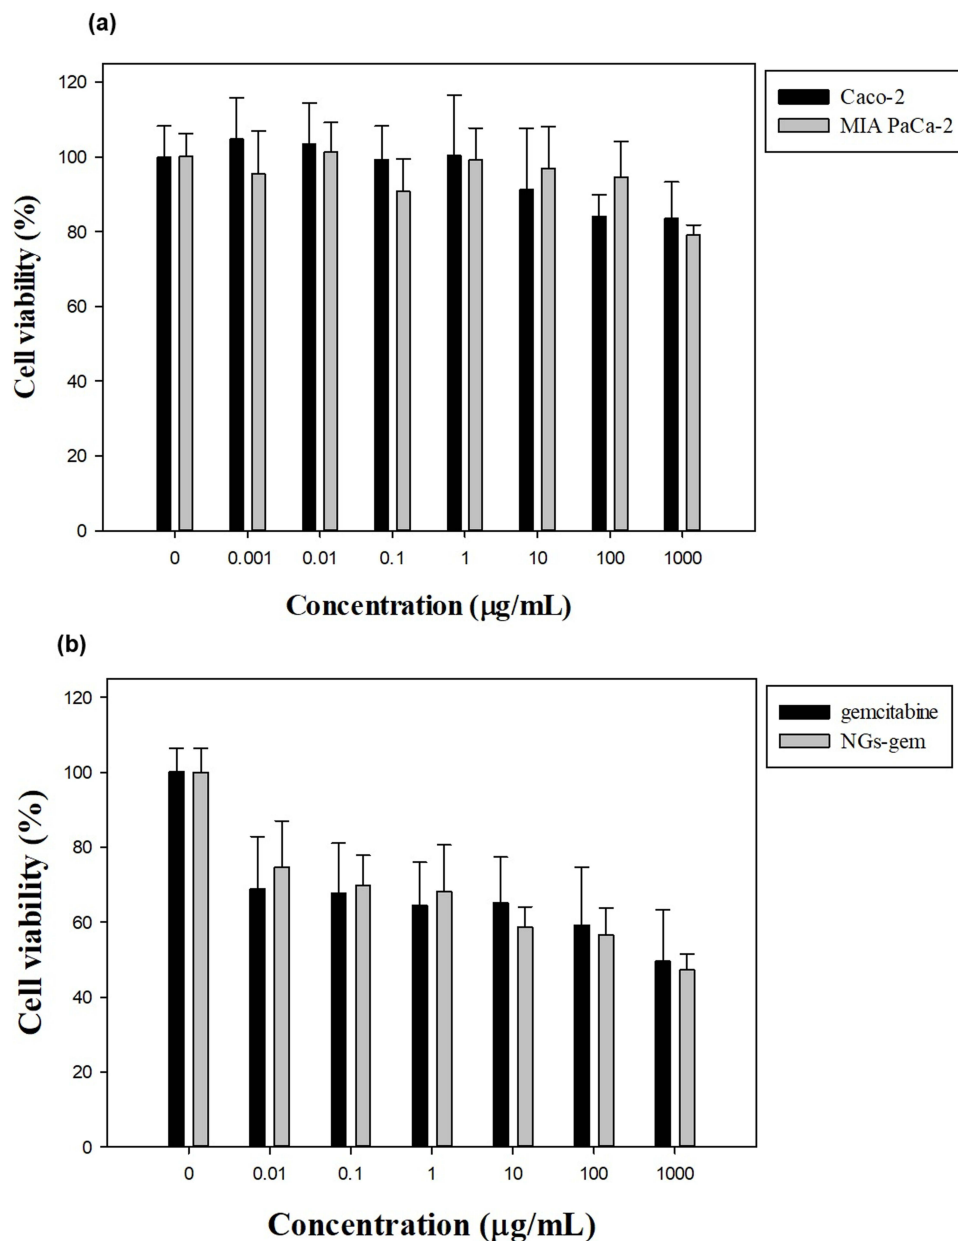 (a)
120
100
80
60
40
20
0
Cell viability (%)
Caco-2
MIA PaCa-2
0 0.001 0.01 0.1 1 10 100 1000
Concentration (μg/mL)
(b)
120
100
80
60
40
20
0
Cell viability (%)
gemcitabine
NGs-gem
0 0.01 0.1 1 10 100 1000
Concentration (μg/mL)